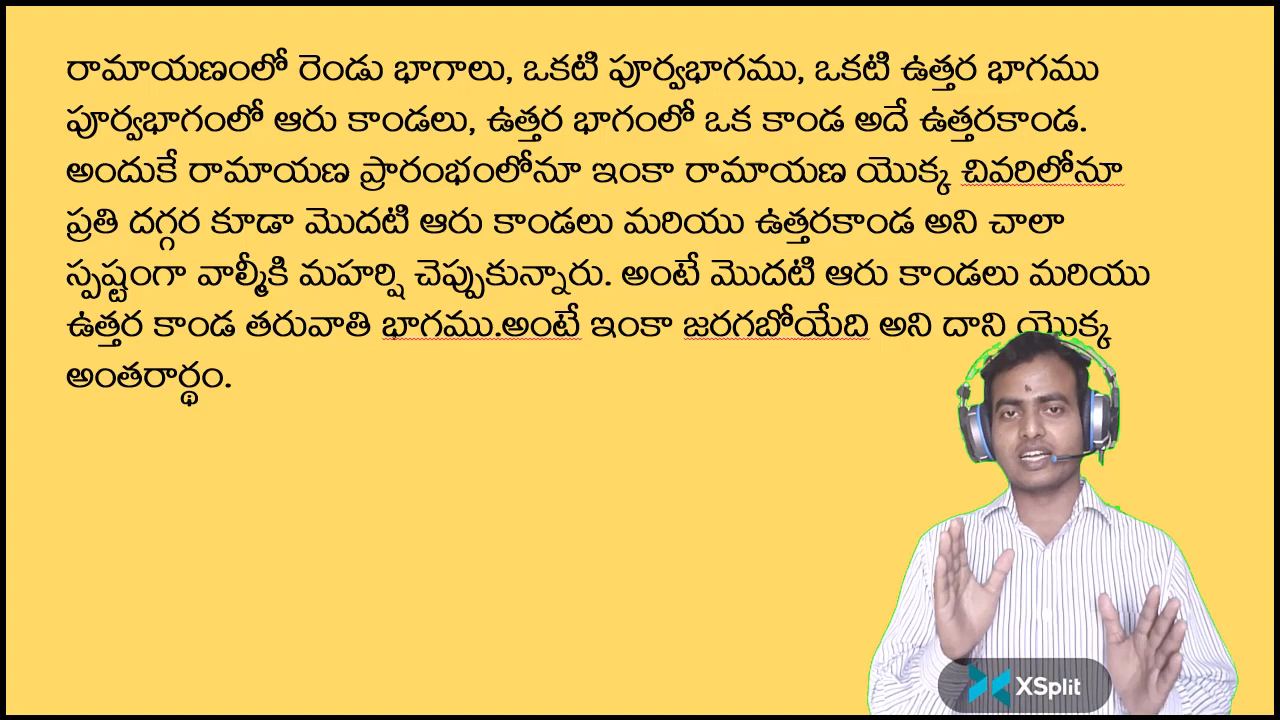 రామాయణంలో రెండు భాగాలు, ఒకటి పూర్వభాగము, ఒకటి ఉత్తర భాగము
పూర్వభాగంలో ఆరు కాండలు, ఉత్తర భాగంలో ఒక కాండ అదే ఉత్తరకాండ.
అందుకే రామాయణ ప్రారంభంలోనూ ఇంకా రామాయణ యొక్క చివరిలోనూ
ప్రతి దగ్గర కూడా మొదటి ఆరు కాండలు మరియు ఉత్తరకాండ అని చాలా
స్పష్టంగా వాల్మీకి మహర్షి చెప్పుకున్నారు. అంటే మొదటి ఆరు కాండలు మరియు
ఉత్తర కాండ తరువాతి భాగము.అంటే ఇంకా జరగబోయేది అని దాని యొక్క
అంతరార్థం.
XSplit